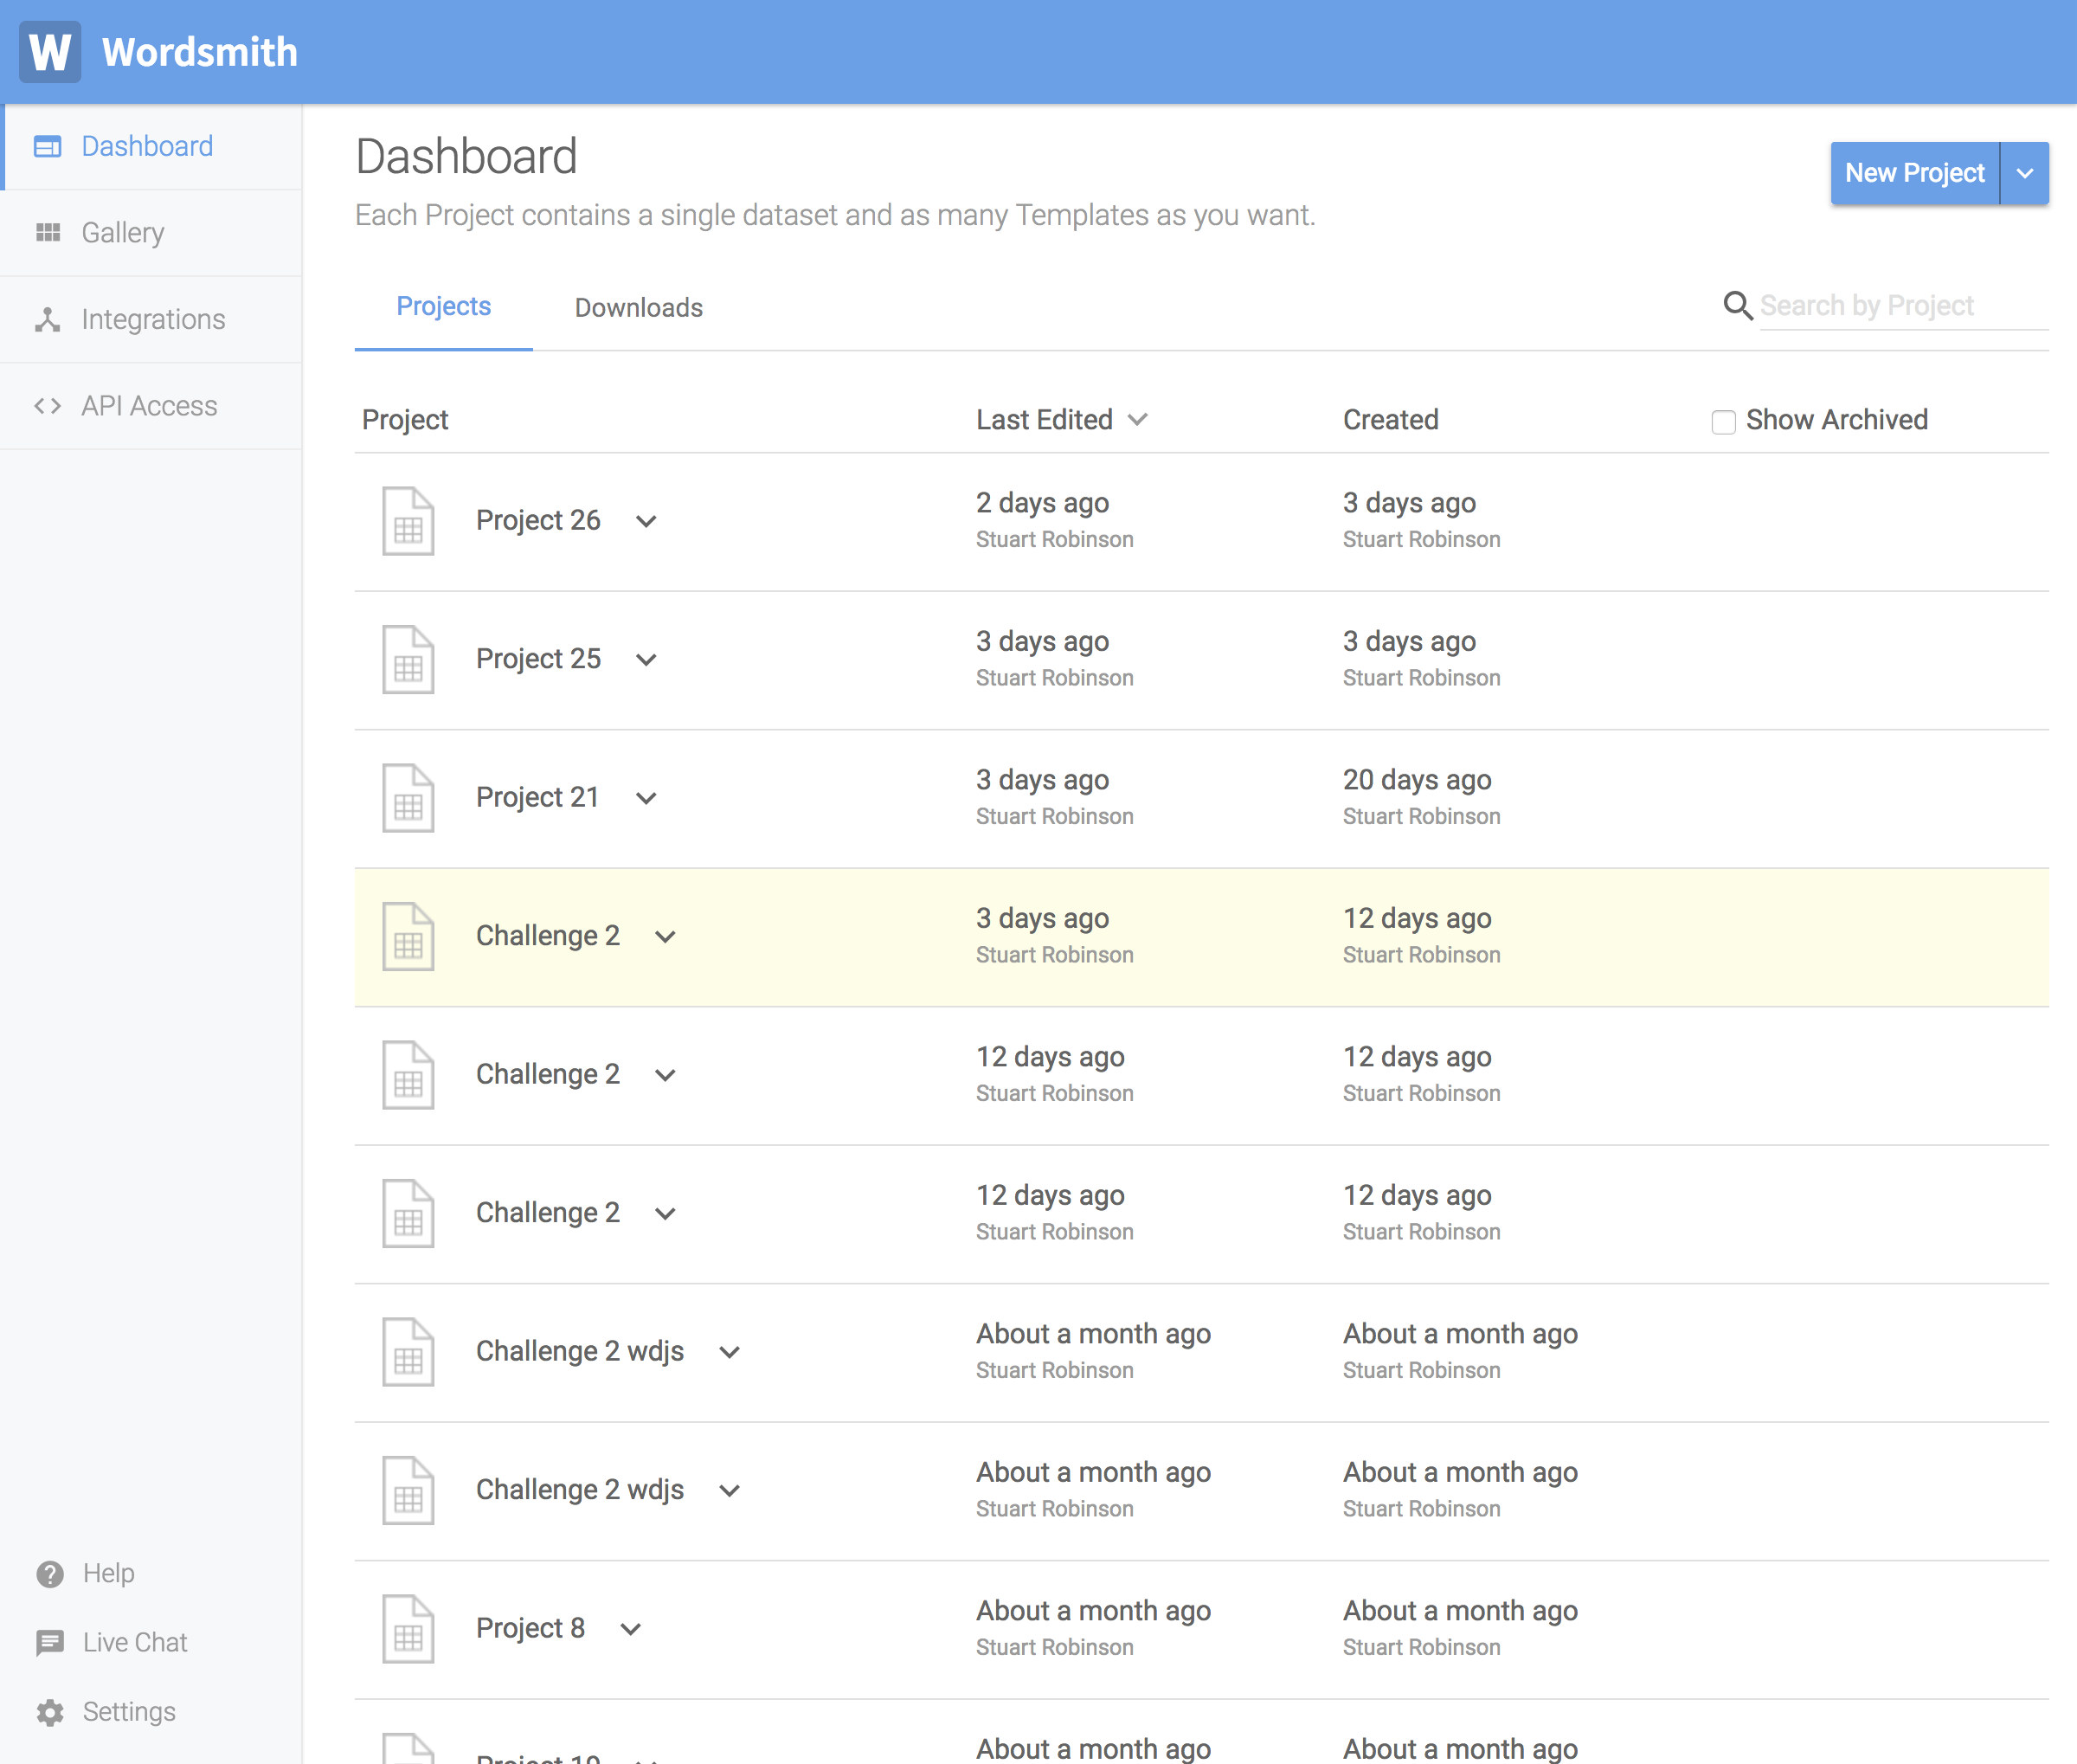 W Wordsmith
Dashboard
Gallery
Integrations
API Access
Help
Live Chat
Settings
Dashboard
Each Project contains a single dataset and as many Templates as you want.
New Project
Projects Downloads
Search by Project
Project Last Edited Created Show Archived
Project 26 2 days ago 3 days ago
Stuart Robinson Stuart Robinson
Project 25 3 days ago 3 days ago
Stuart Robinson Stuart Robinson
Project 21 3 days ago 20 days ago
Stuart Robinson Stuart Robinson
Challenge 2 3 days ago 12 days ago
Stuart Robinson Stuart Robinson
Challenge 2 12 days ago 12 days ago
Stuart Robinson Stuart Robinson
Challenge 2 12 days ago 12 days ago
Stuart Robinson Stuart Robinson
Challenge 2 wdjs About a month ago About a month ago
Stuart Robinson Stuart Robinson
Challenge 2 wdjs About a month ago About a month ago
Stuart Robinson Stuart Robinson
Project 8 About a month ago About a month ago
Stuart Robinson Stuart Robinson
Project About a month ago About a month ago